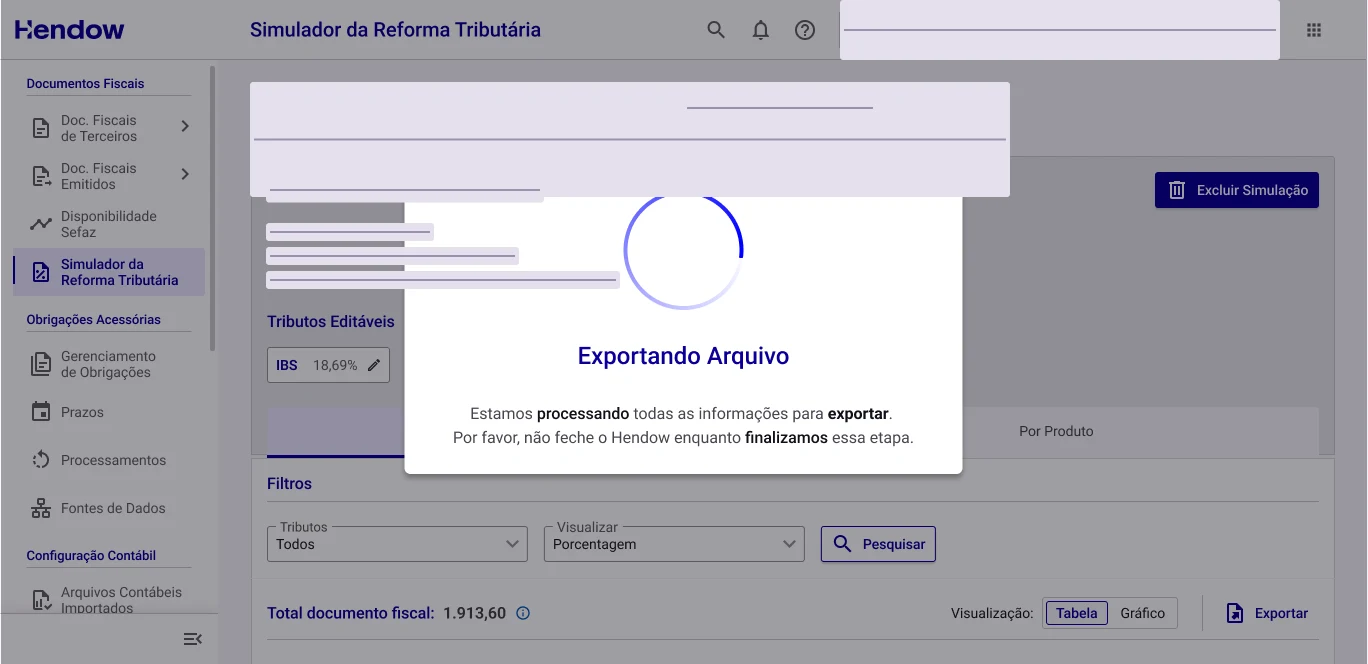 Hendow
Simulador da Reforma Tributária
Documentos Fiscais
Doc. Fiscais
de Terceiros
Doc. Fiscais
Emitidos
Disponibilidade
Sefaz
Simulador da
Reforma Tributária
Obrigações Acessórias
Gerenciamento
de Obrigações
Prazos
Processamentos
Fontes de Dados
Configuração Contábil
Arquivos Contábeis
Importados
Excluir Simulação
Tributos Editáveis
IBS 18,69%
Exportando Arquivo
Estamos processando todas as informações para exportar.
Por favor, não feche o Hendow enquanto finalizamos essa etapa.
Por Produto
Filtros
Tributos
Todos
Visualizar
Porcentagem
Pesquisar
Total documento fiscal: 1.913,60
Visualização:
Tabela
Gráfico
Exportar